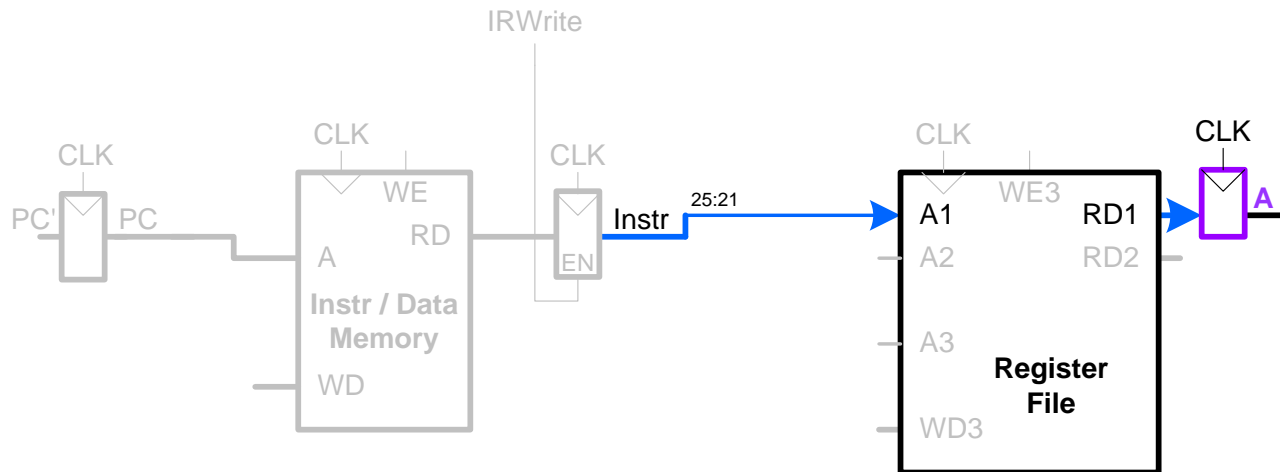 IRWrite
CLK
PC'
PC
CLK
WE
A
RD
Instr / Data
Memory
WD
CLK
EN
Instr
25:21
CLK
WE3
A1
RD1
A2
RD2
A3
Register
File
WD3
CLK
A